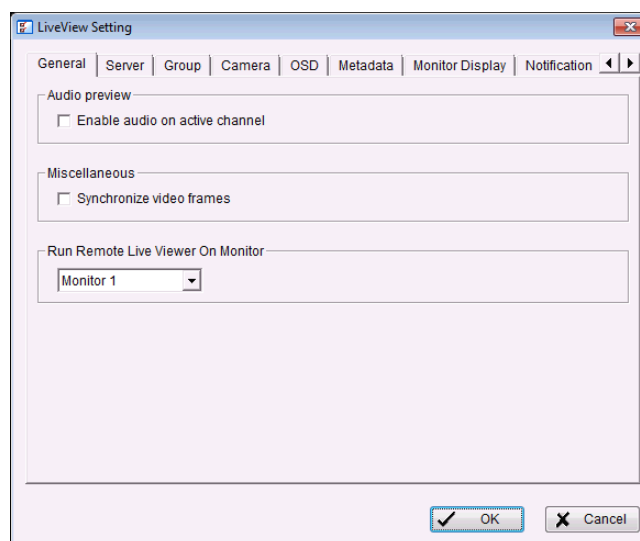 LiveView Setting
General Server Group Camera OSD Metadata Monitor Display Notification
Audio preview
Enable audio on active channel
Miscellaneous
Synchronize video frames
Run Remote Live Viewer On Monitor
Monitor 1
OK Cancel